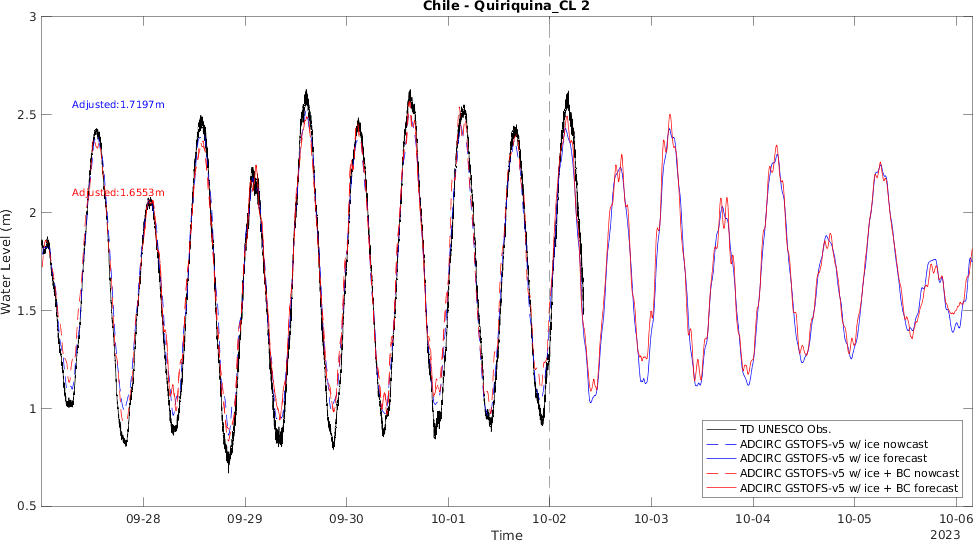 Chile - Quiriquina_CL 2
3
2.5
2
1.5
1
0.5
Water Level (m)
Adjusted:1.7197m
Adjusted:1.6553m
TD UNESCO Obs.
ADCIRC GSTOFS-v5 w/ ice nowcast
ADCIRC GSTOFS-v5 w/ ice forecast
ADCIRC GSTOFS-v5 w/ ice + BC nowcast
ADCIRC GSTOFS-v5 w/ ice + BC forecast
09-28 09-29 09-30 10-01 10-02 10-03 10-04 10-05 10-06
Time
2023